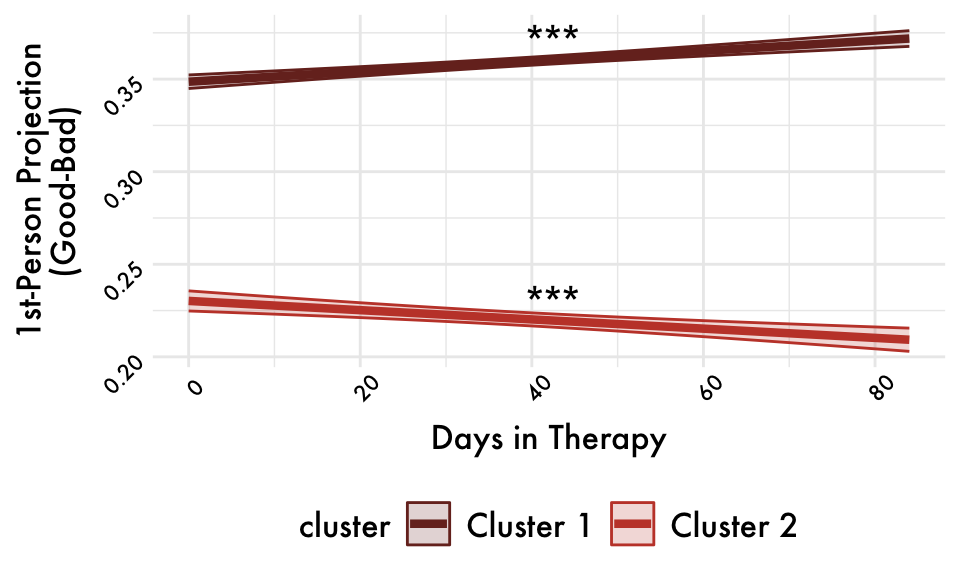 1st-Person Projection
(Good-Bad)
0.35
0.30
0.25
0.20
***
***
0
20
40
60
80
Days in Therapy
cluster
Cluster 1
Cluster 2